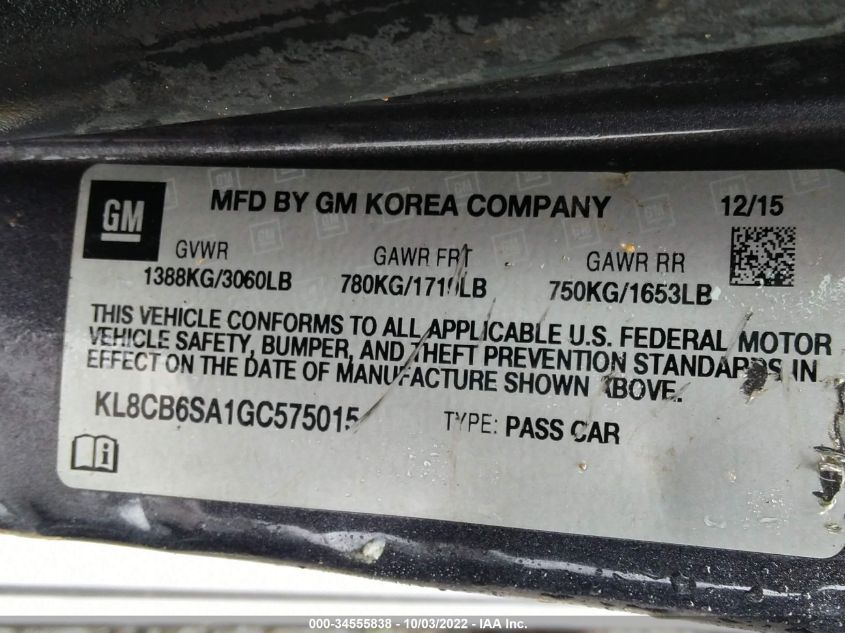 GM
MFD BY GM KOREA COMPANY 12/15
GVWR GAWR FRT GAWR RR
1388KG/3060LB 780KG/1719LB 750KG/1653LB
THIS VEHICLE CONFORMS TO ALL APPLICABLE U.S. FEDERAL MOTOR
VEHICLE SAFETY, BUMPER, AND THEFT PREVENTION STANDARDS IN
EFFECT ON THE DATE OF MANUFACTURE SHOWN ABOVE.
KL8CB6SA1GC575015 TYPE: PASS CAR
000-34555838 - 10/03/2022 - IAA Inc.